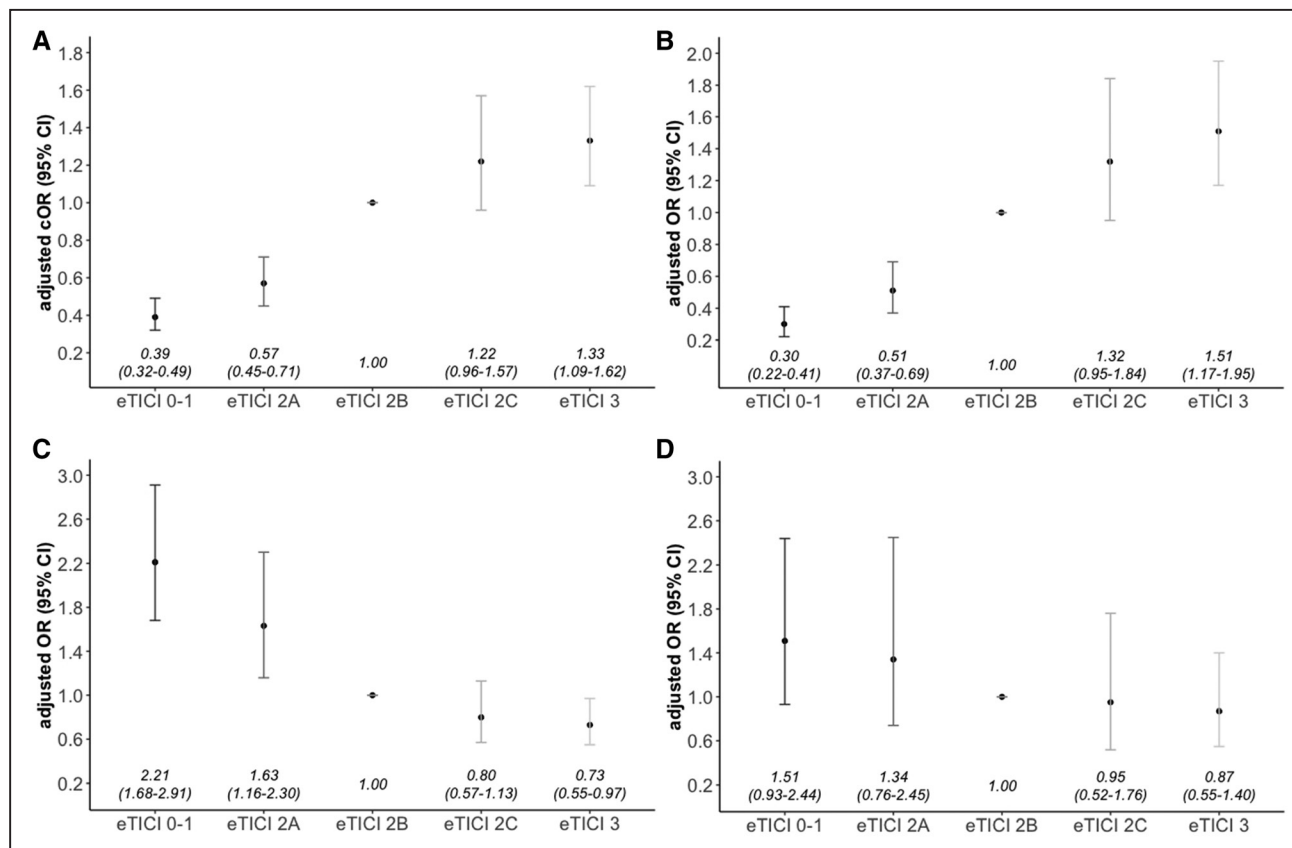 A
adjusted cOR (95% CI)
1.8
1.6
1.4
1.2
1.0
0.8
0.6
0.4
0.2
0.39 0.57 1.00 1.22 1.33
(0.32-0.49) (0.45-0.71) (0.96-1.57) (1.09-1.62)
eTICI 0-1 eTICI 2A eTICI 2B eTICI 2C eTICI 3
B
adjusted OR (95% CI)
2.0
1.8
1.6
1.4
1.2
1.0
0.8
0.6
0.4
0.2
0.30 0.51 1.00 1.32 1.51
(0.22-0.41) (0.37-0.69) (0.95-1.84) (1.17-1.95)
eTICI 0-1 eTICI 2A eTICI 2B eTICI 2C eTICI 3
C
adjusted OR (95% CI)
3.0
2.6
2.2
1.8
1.4
1.0
0.6
0.2
2.21 1.63 1.00 0.80 0.73
(1.68-2.91) (1.16-2.30) (0.57-1.13) (0.55-0.97)
eTICI 0-1 eTICI 2A eTICI 2B eTICI 2C eTICI 3
D
adjusted OR (95% CI)
3.0
2.6
2.2
1.8
1.4
1.0
0.6
0.2
1.51 1.34 1.00 0.95 0.87
(0.93-2.44) (0.76-2.45) (0.52-1.76) (0.55-1.40)
eTICI 0-1 eTICI 2A eTICI 2B eTICI 2C eTICI 3